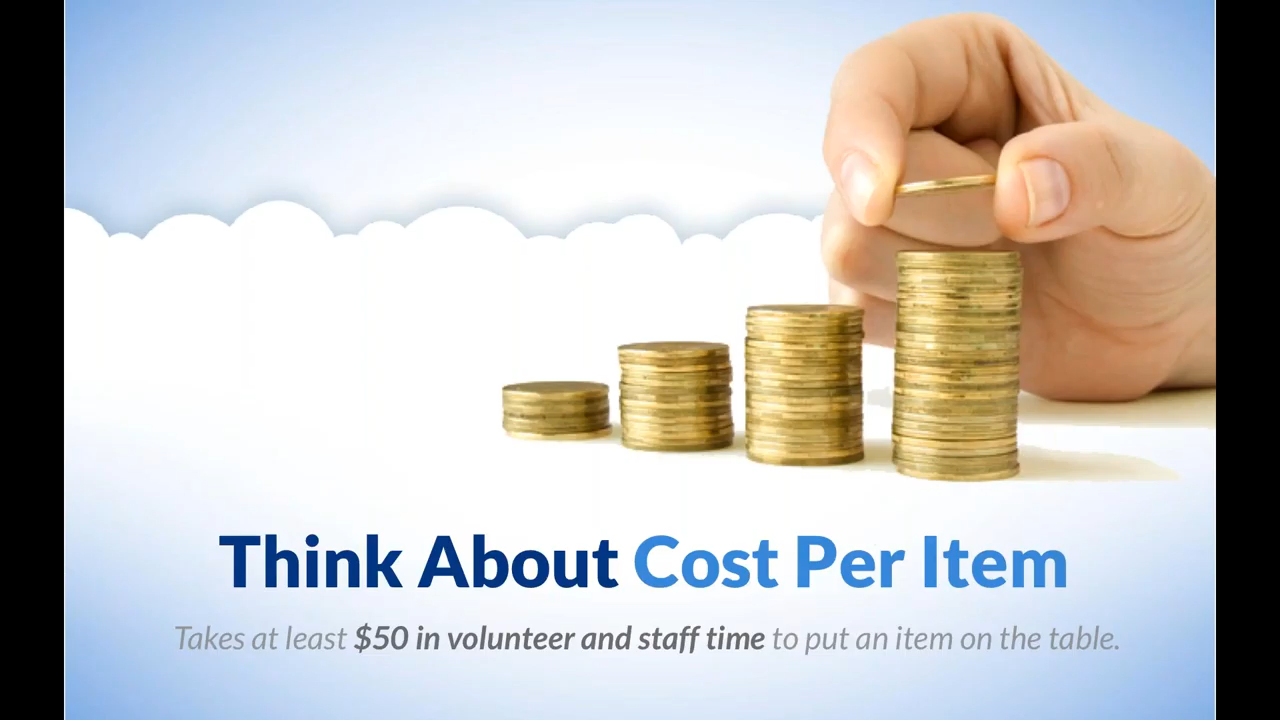 Think About Cost Per Item
Takes at least $50 in volunteer and staff time to put an item on the table.